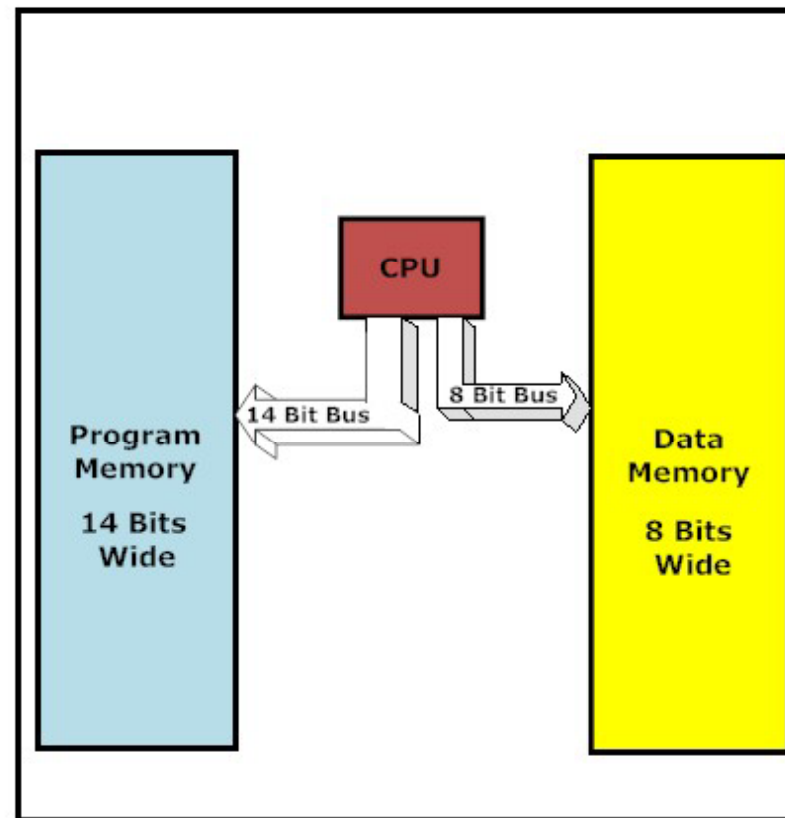 CPU
14 Bit Bus
8 Bit Bus
Program
Memory
14 Bits
Wide
Data
Memory
8 Bits
Wide